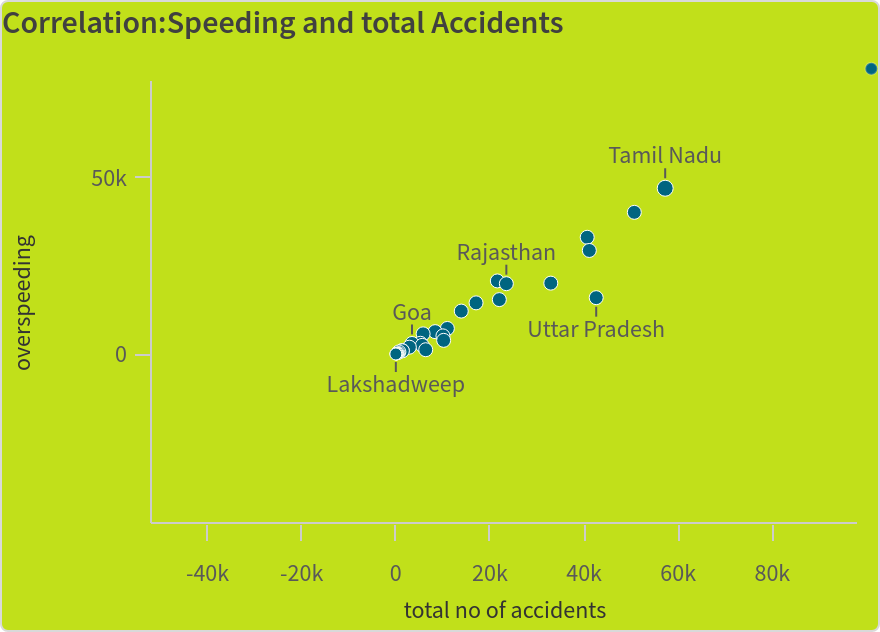 Correlation:Speeding and total Accidents
Tamil Nadu
50k
overspeeding
Rajasthan
Goa
Uttar Pradesh
0
Lakshadweep
-40k
-20k
0
20k
40k
60k
80k
total no of accidents